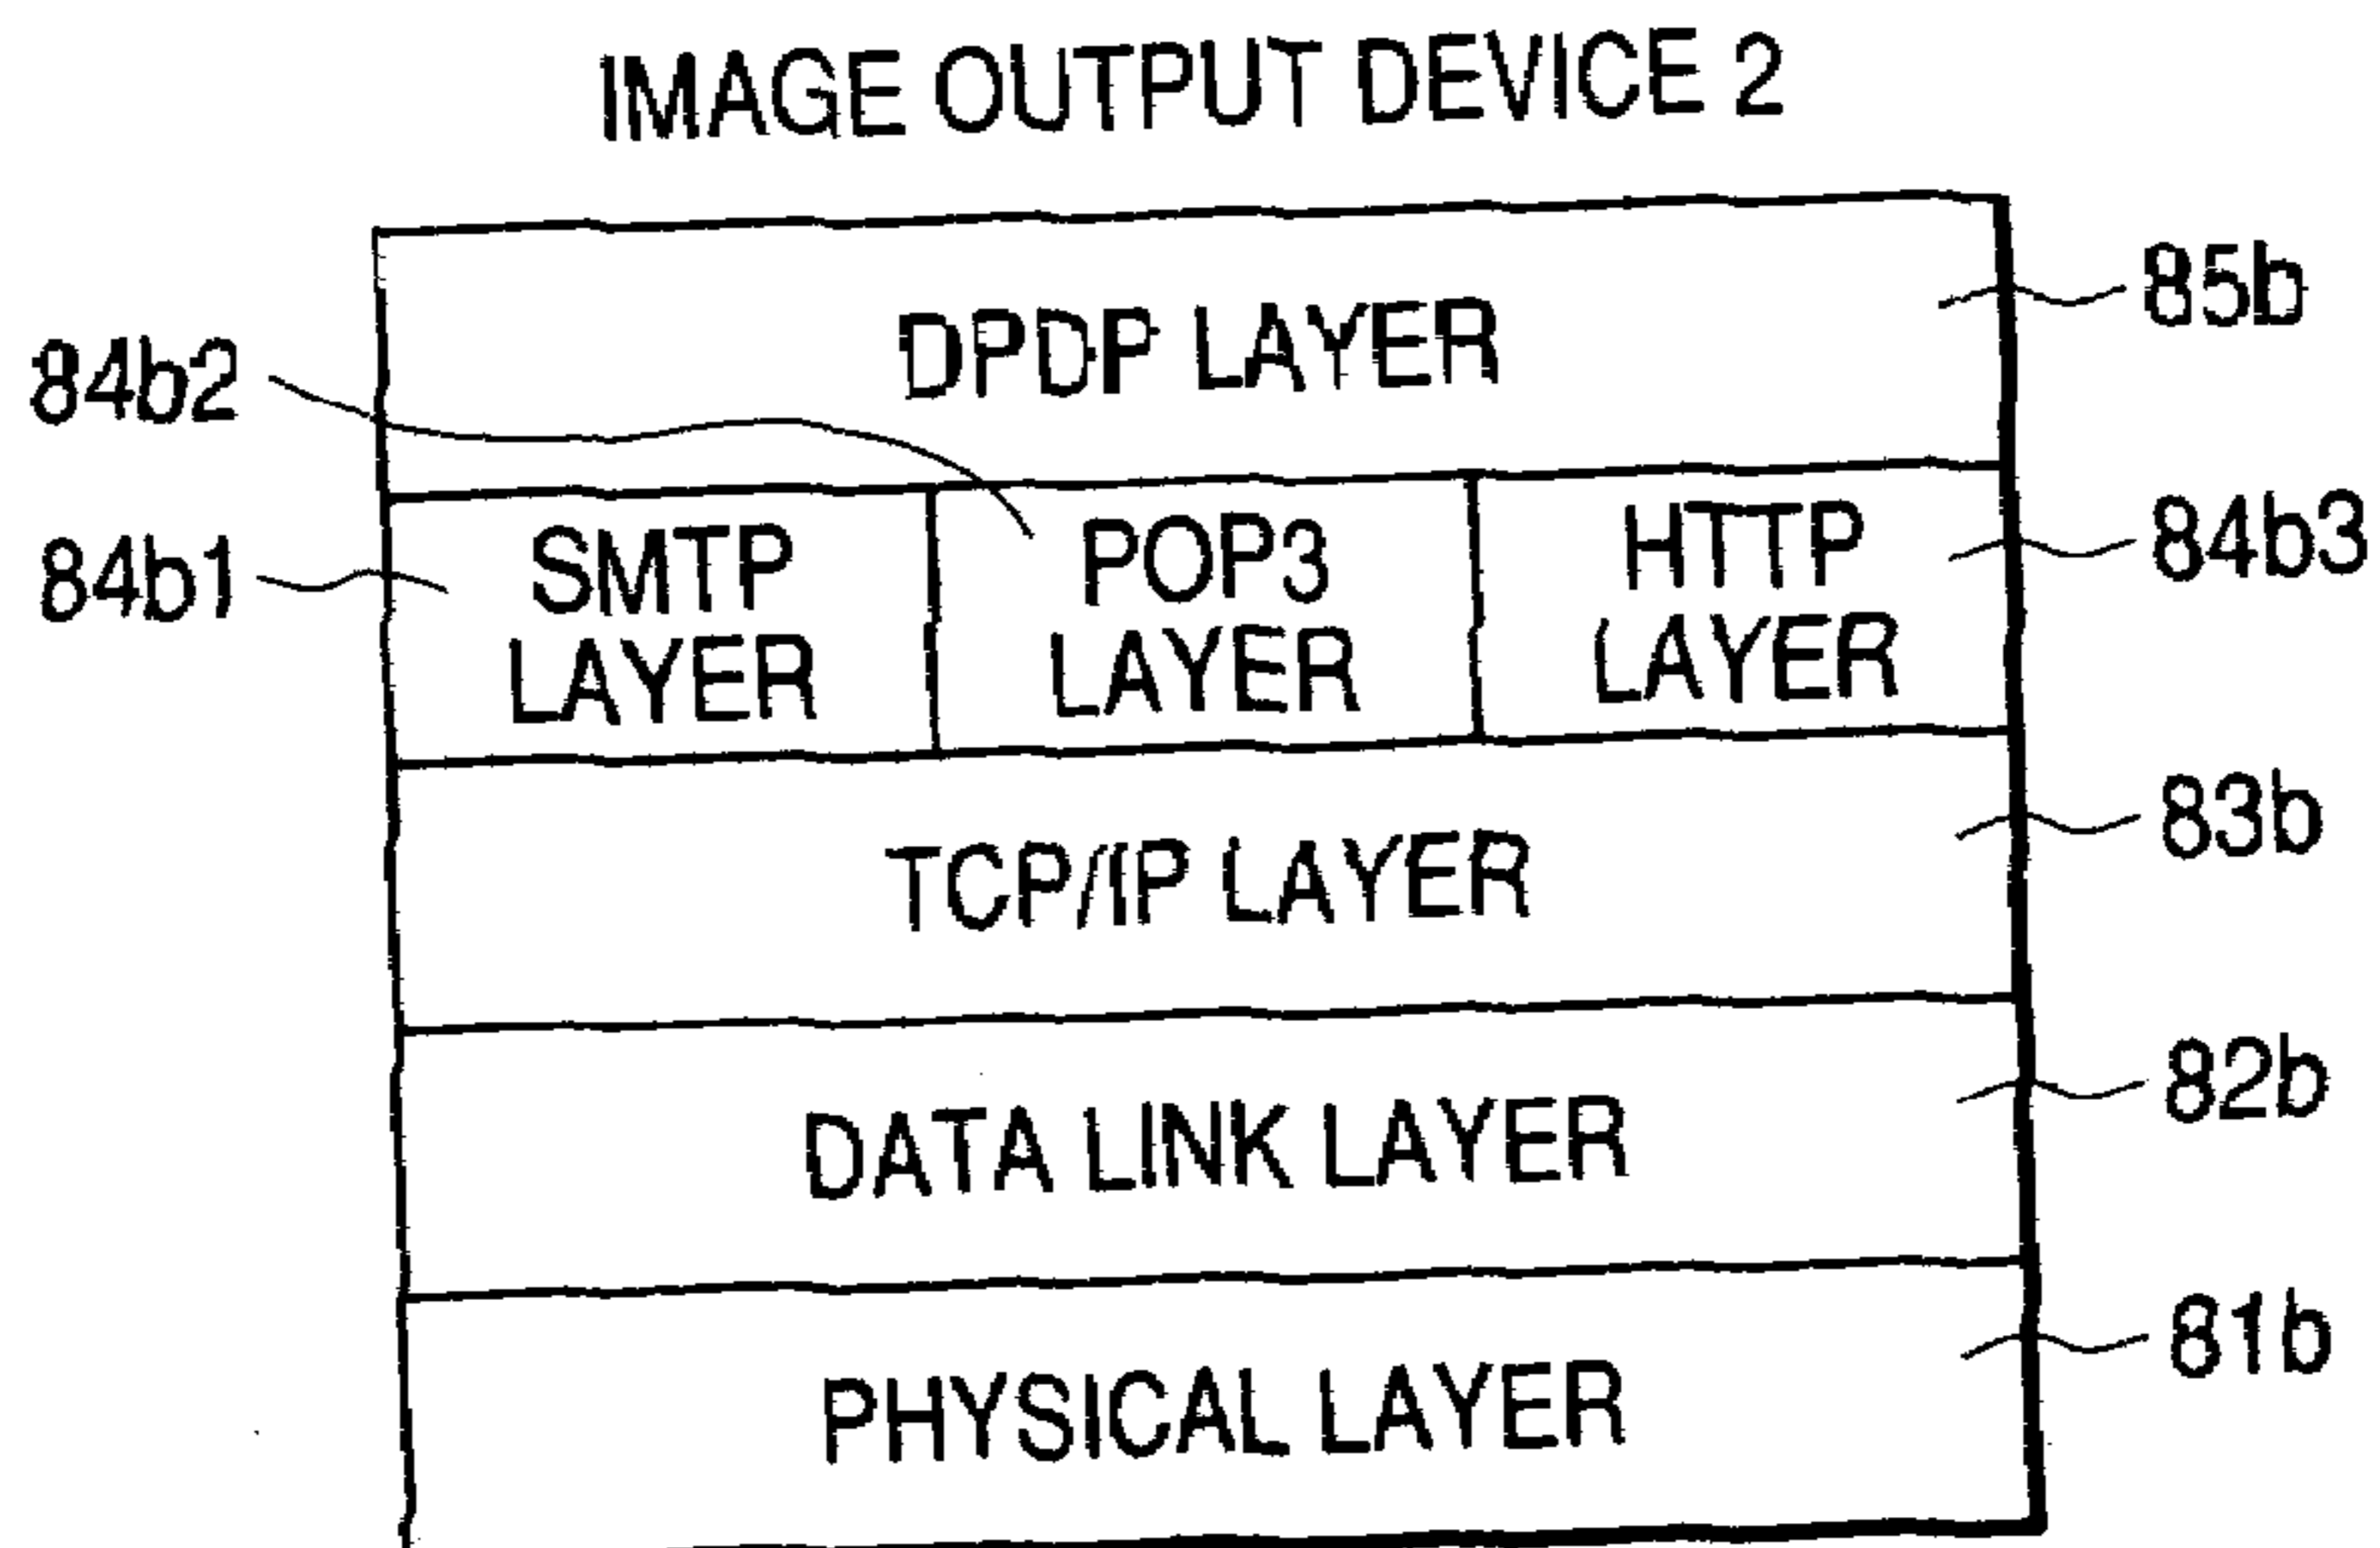 IMAGE OUTPUT DEVICE 2
DPDP LAYER
85b
84b2
84b1
SMTP LAYER
POP3 LAYER
HTTP LAYER
84b3
TCP/IP LAYER
83b
DATA LINK LAYER
82b
PHYSICAL LAYER
81b